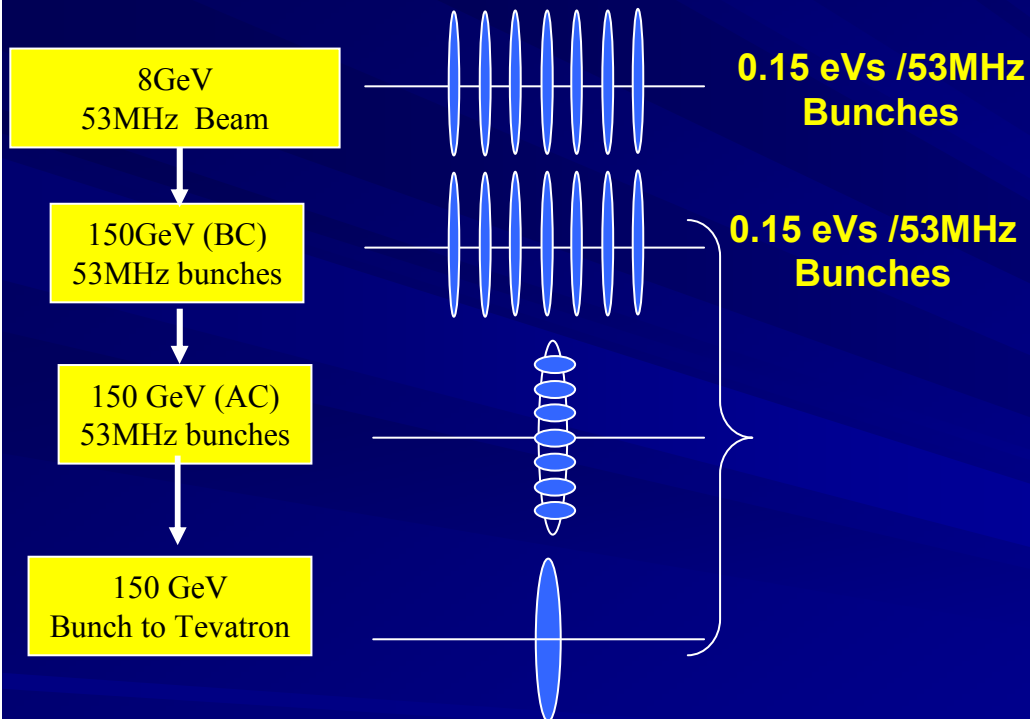 8GeV
53MHz Beam
0.15 eVs /53MHz
Bunches
150GeV (BC)
53MHz bunches
0.15 eVs /53MHz
Bunches
150 GeV (AC)
53MHz bunches
150 GeV
Bunch to Tevatron